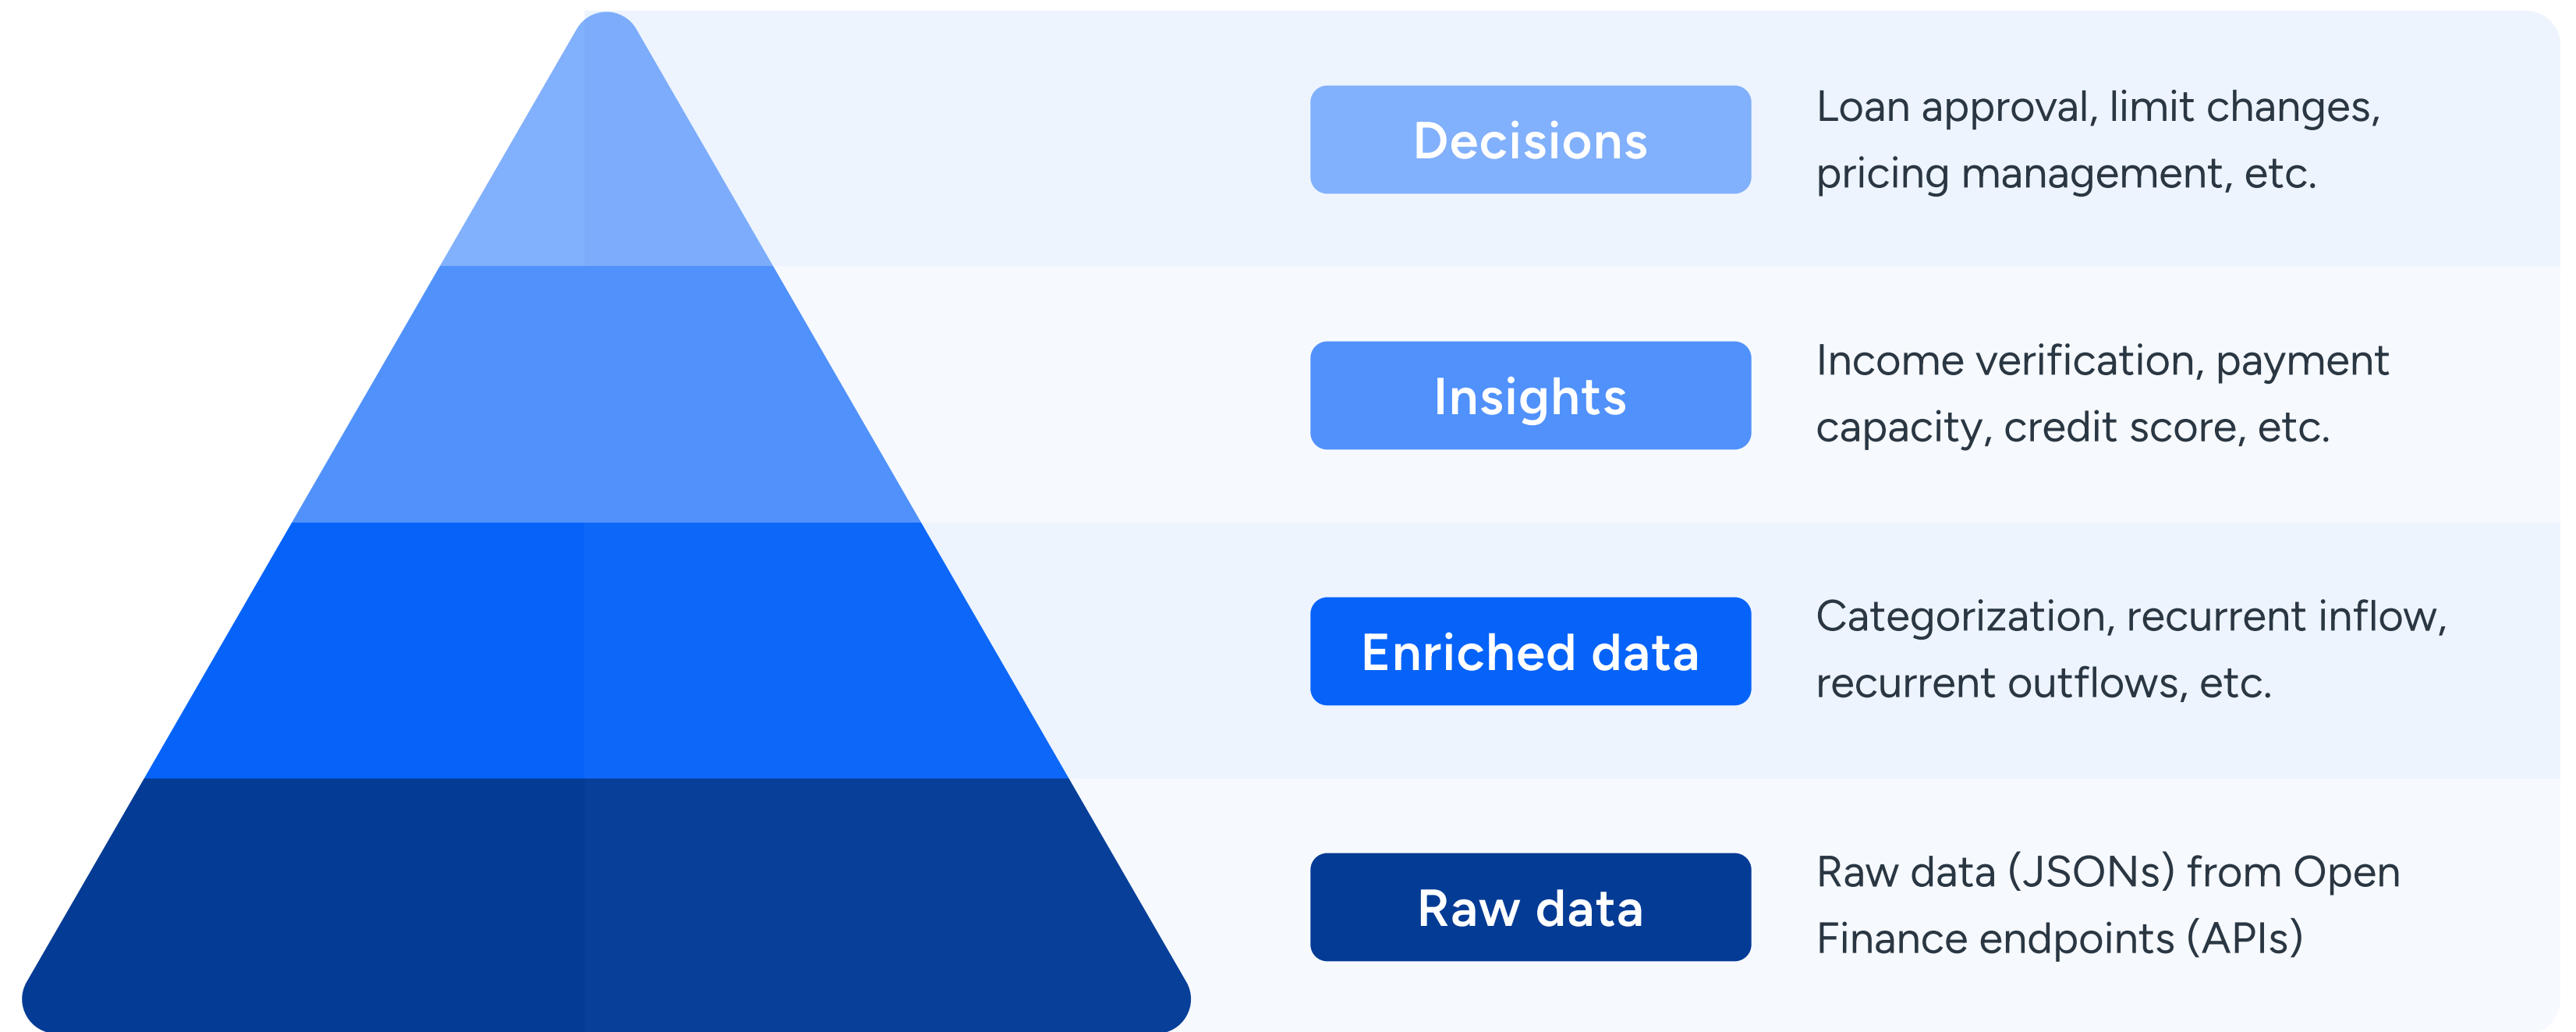 Decisions
Loan approval, limit changes,
pricing management, etc.
Insights
Income verification, payment
capacity, credit score, etc.
Enriched data
Categorization, recurrent inflow,
recurrent outflows, etc.
Raw data
Raw data (JSONs) from Open
Finance endpoints (APIs)